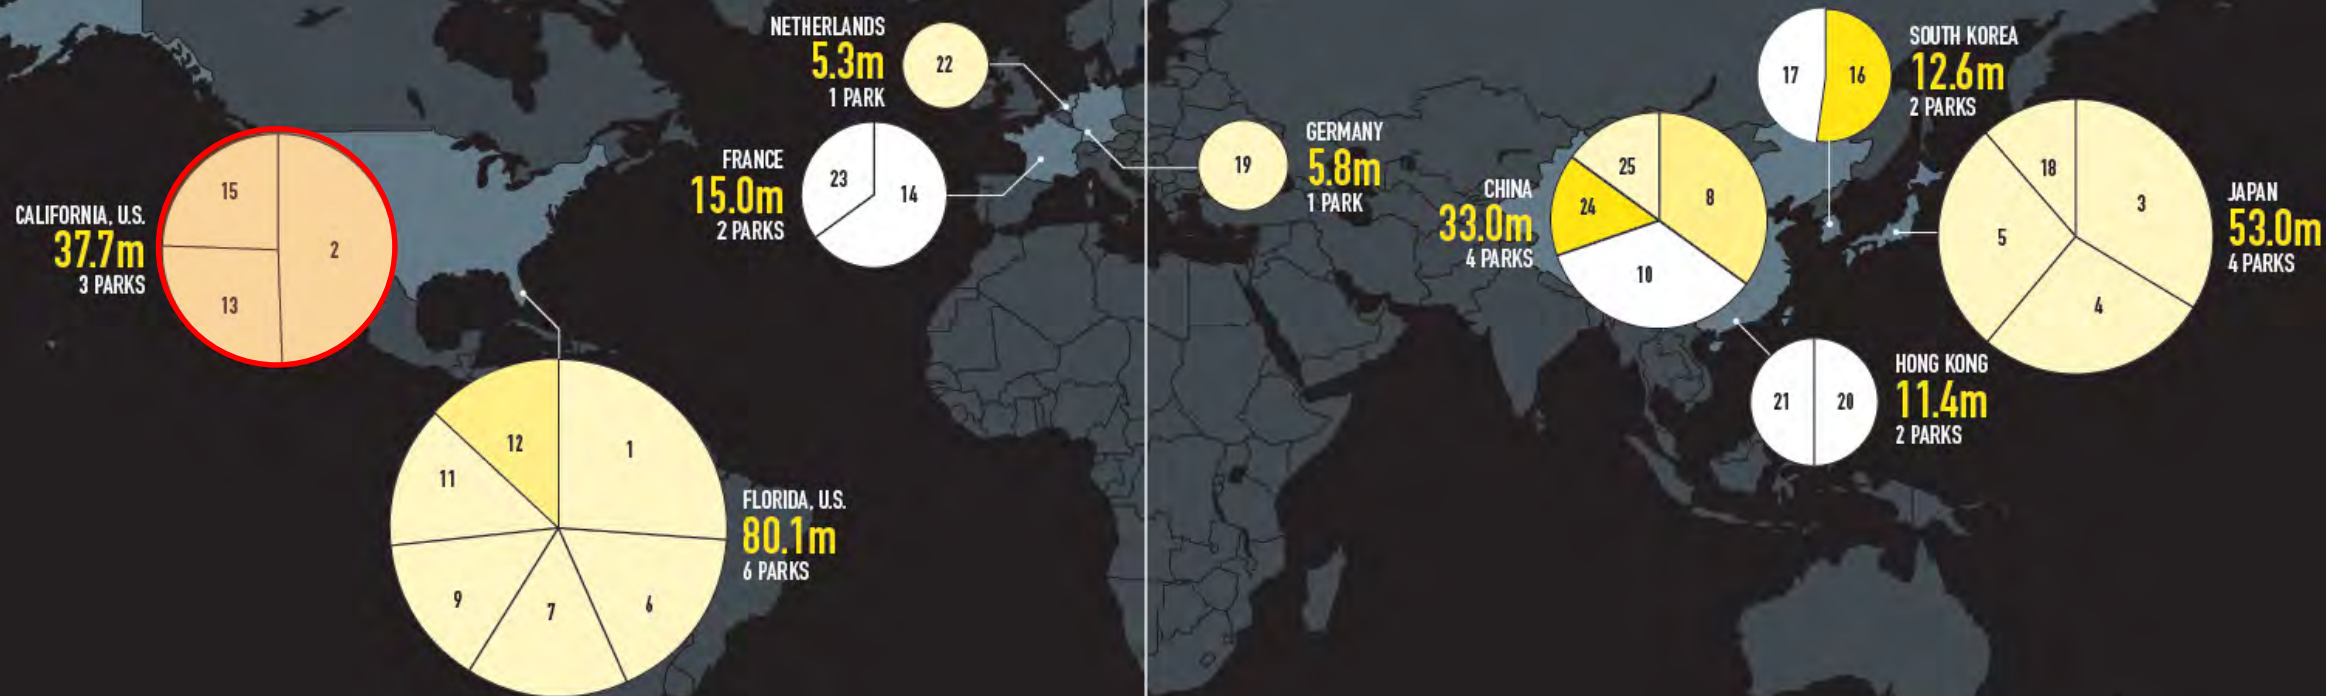 NETHERLANDS
5.3m
1 PARK
22
FRANCE
15.0m
2 PARKS
23
14
CALIFORNIA, U.S.
37.7m
3 PARKS
15
2
13
FLORIDA, U.S.
80.1m
6 PARKS
12
1
11
9
7
6
GERMANY
5.8m
1 PARK
19
CHINA
33.0m
4 PARKS
25
8
24
10
SOUTH KOREA
12.6m
2 PARKS
17
16
JAPAN
53.0m
4 PARKS
18
3
5
4
HONG KONG
11.4m
2 PARKS
21
20